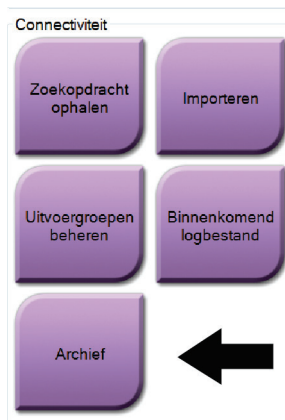 Connectiviteit
Zoekopdracht
ophalen
Importeren
Uitvoergroepen
beheren
Binnenkomend
logbestand
Archief